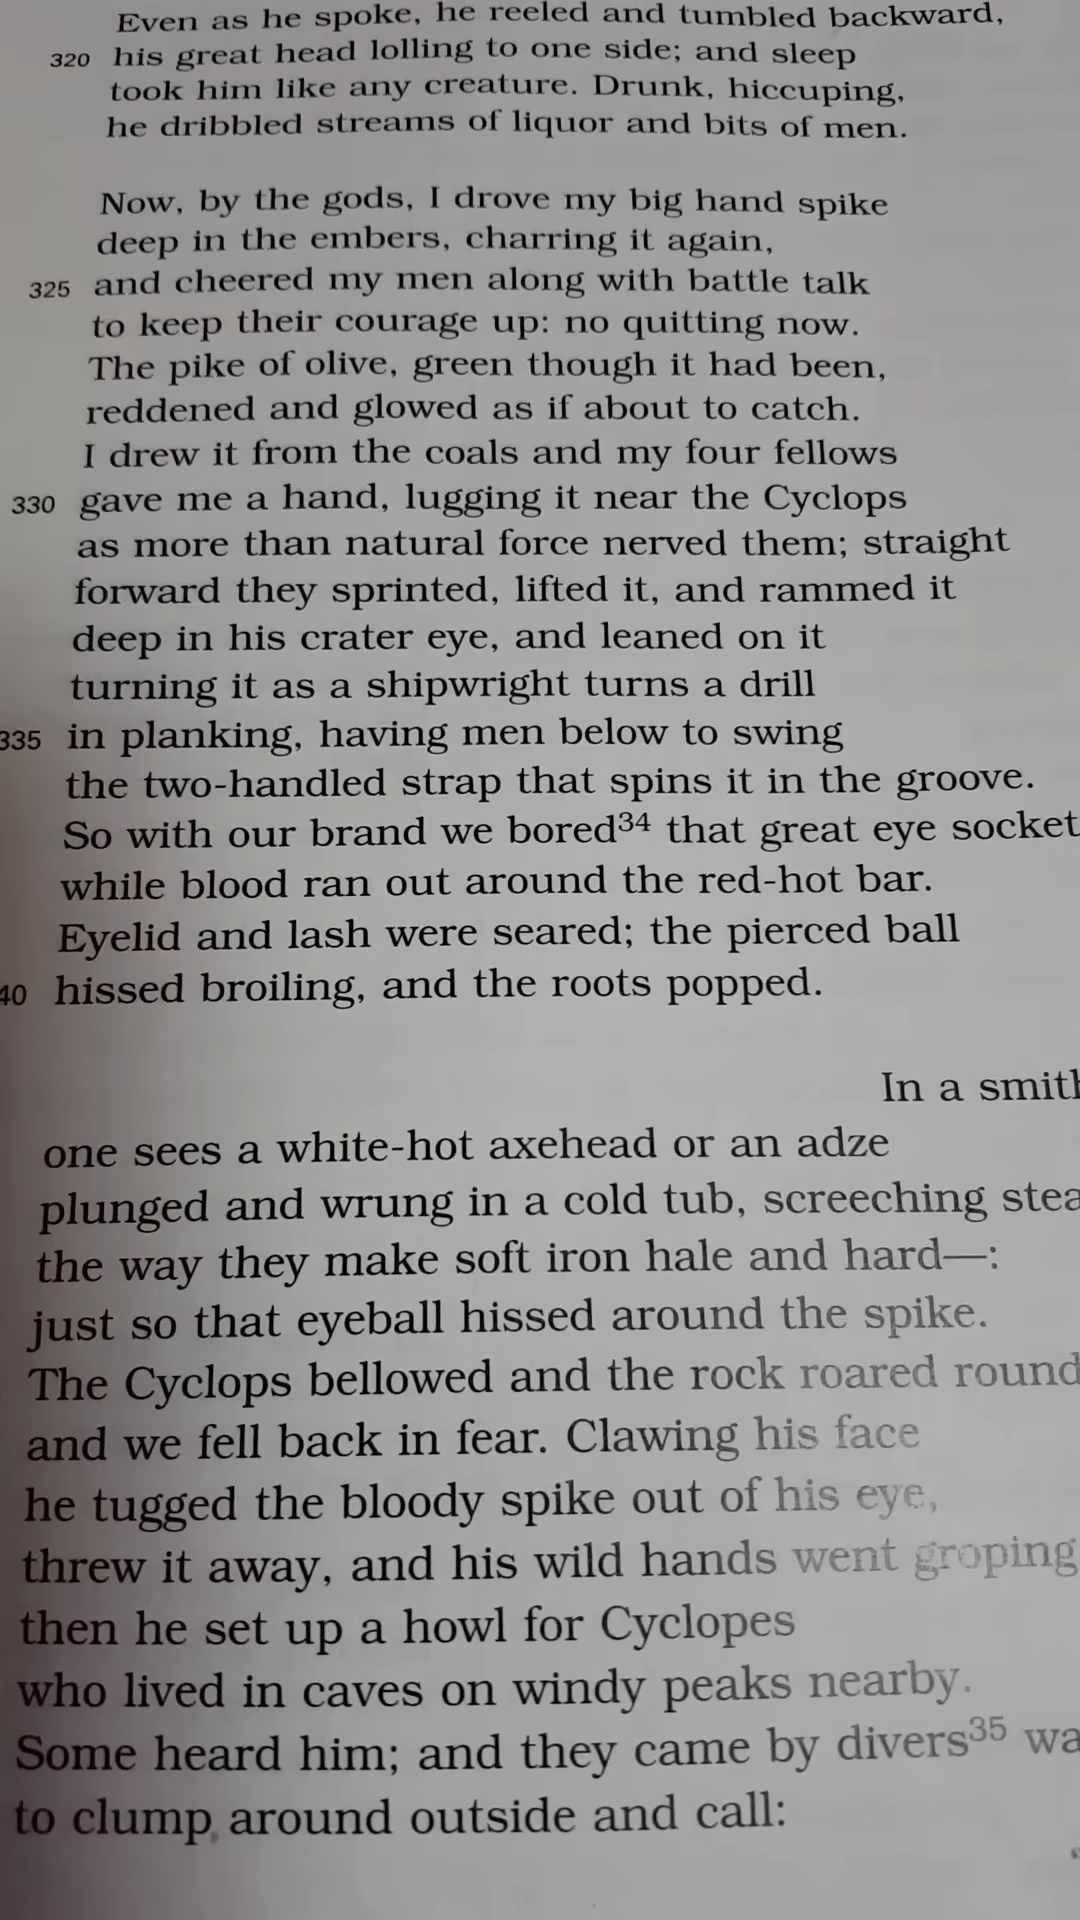 Even as he spoke, he reeled and tumbled backward,
320 his great head lolling to one side; and sleep
took him like any creature. Drunk, hiccuping,
he dribbled streams of liquor and bits of men.
Now, by the gods, I drove my big hand spike
deep in the embers, charring it again,
325 and cheered my men along with battle talk
to keep their courage up: no quitting now.
The pike of olive, green though it had been,
reddened and glowed as if about to catch.
I drew it from the coals and my four fellows
330 gave me a hand, lugging it near the Cyclops
as more than natural force nerved them; straight
forward they sprinted, lifted it, and rammed it
deep in his crater eye, and leaned on it
turning it as a shipwright turns a drill
335 in planking, having men below to swing
the two-handled strap that spins it in the groove.
So with our brand we bored34 that great eye socket
while blood ran out around the red-hot bar.
Eyelid and lash were seared; the pierced ball
40 hissed broiling, and the roots popped.
In a smith
one sees a white-hot axehead or an adze
plunged and wrung in a cold tub, screeching stea
the way they make soft iron hale and hard—:
just so that eyeball hissed around the spike.
The Cyclops bellowed and the rock roared round
and we fell back in fear. Clawing his face
he tugged the bloody spike out of his eye,
threw it away, and his wild hands went groping
then he set up a howl for Cyclopes
who lived in caves on windy peaks nearby.
Some heard him; and they came by divers35 wa
to clump around outside and call: